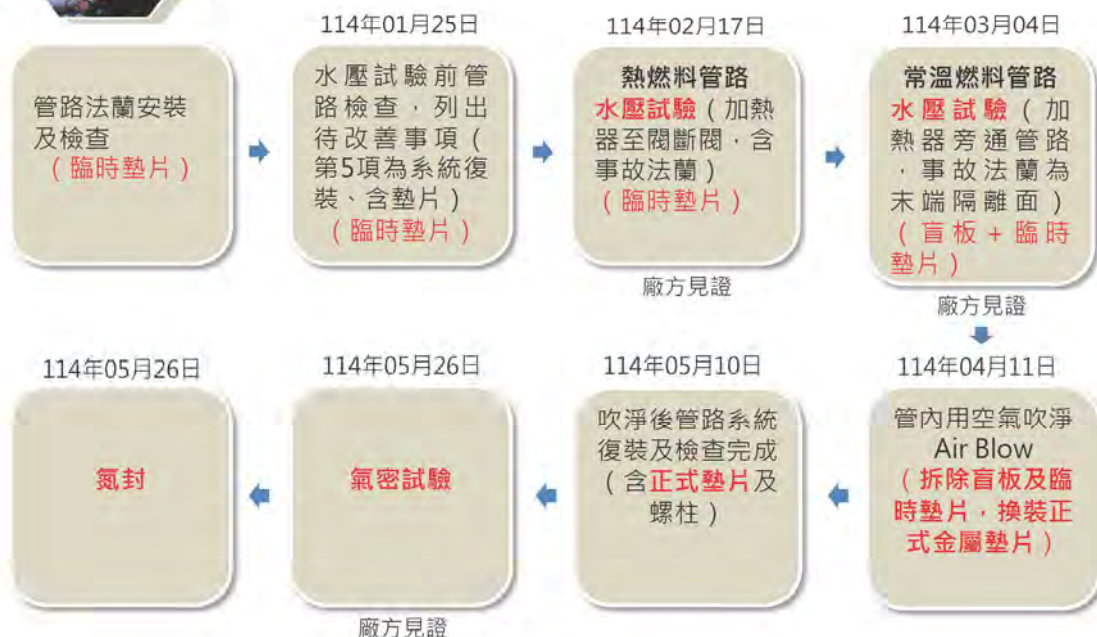 114年01月25日
114年02月17日
114年03月04日
管路法蘭安裝
及檢查
（臨時墊片）
水壓試驗前管
路檢查，列出
待改善事項（
第5項為系統復
裝、含墊片）
（臨時墊片）
熱燃料管路
水壓試驗（加熱
器至閥斷閥，含
事故法蘭）
（臨時墊片）
廠方見證
常溫燃料管路
水壓試驗（加
熱器旁通管路
，事故法蘭為
末端隔離面）
（盲板+臨時
墊片）
廠方見證
114年05月26日
114年05月26日
114年05月10日
114年04月11日
氮封
氣密試驗
廠方見證
吹淨後管路系統
復裝及檢查完成
（含正式墊片及
螺柱）
管內用空氣吹淨
Air Blow
（拆除盲板及臨
時墊片，換裝正
式金屬墊片）